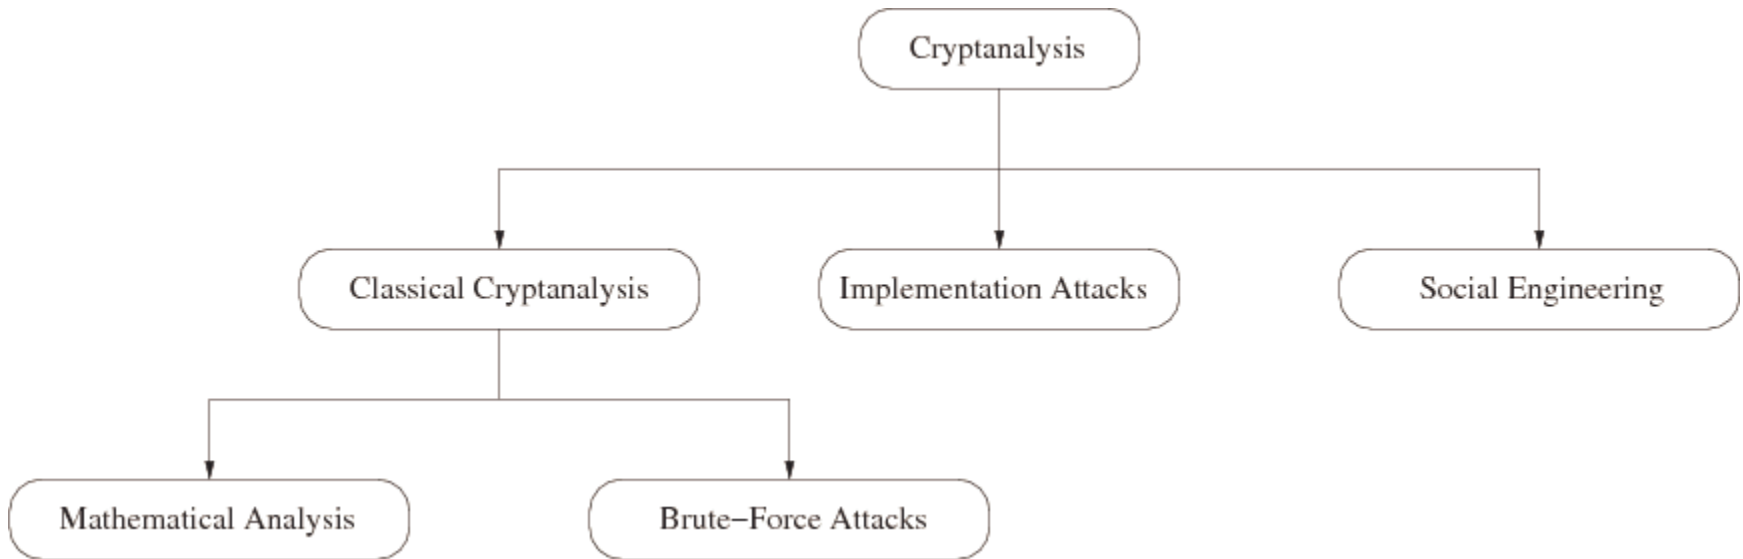 Cryptanalysis
Classical Cryptanalysis
Implementation Attacks
Social Engineering
Mathematical Analysis
Brute−Force Attacks